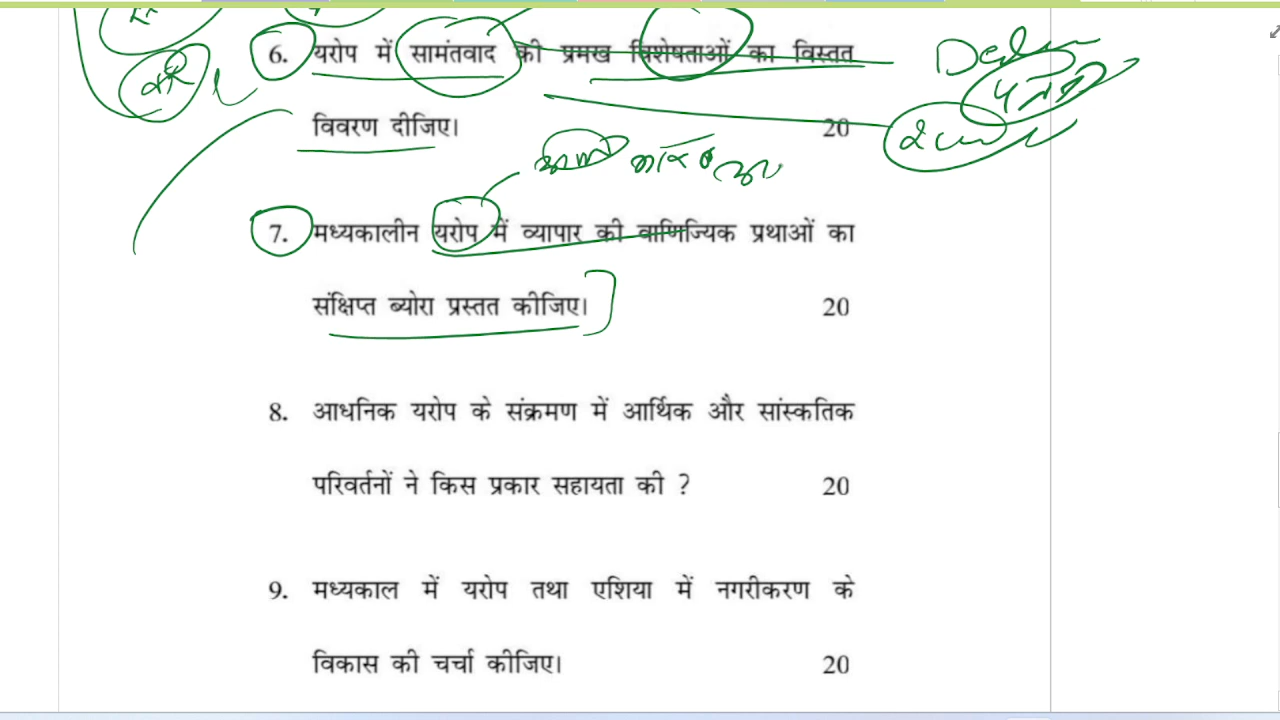 6. यरोप में सामंतवाद की प्रमख विशेषताओं का विस्तत
विवरण दीजिए। 20
7. मध्यकालीन यरोप में व्यापार की वाणिज्यिक प्रथाओं का
संक्षिप्त ब्योरा प्रस्तत कीजिए। 20
8. आधनिक यरोप के संक्रमण में आर्थिक और सांस्कतिक
परिवर्तनों ने किस प्रकार सहायता की ? 20
9. मध्यकाल में यरोप तथा एशिया में नगरीकरण के
विकास की चर्चा कीजिए। 20